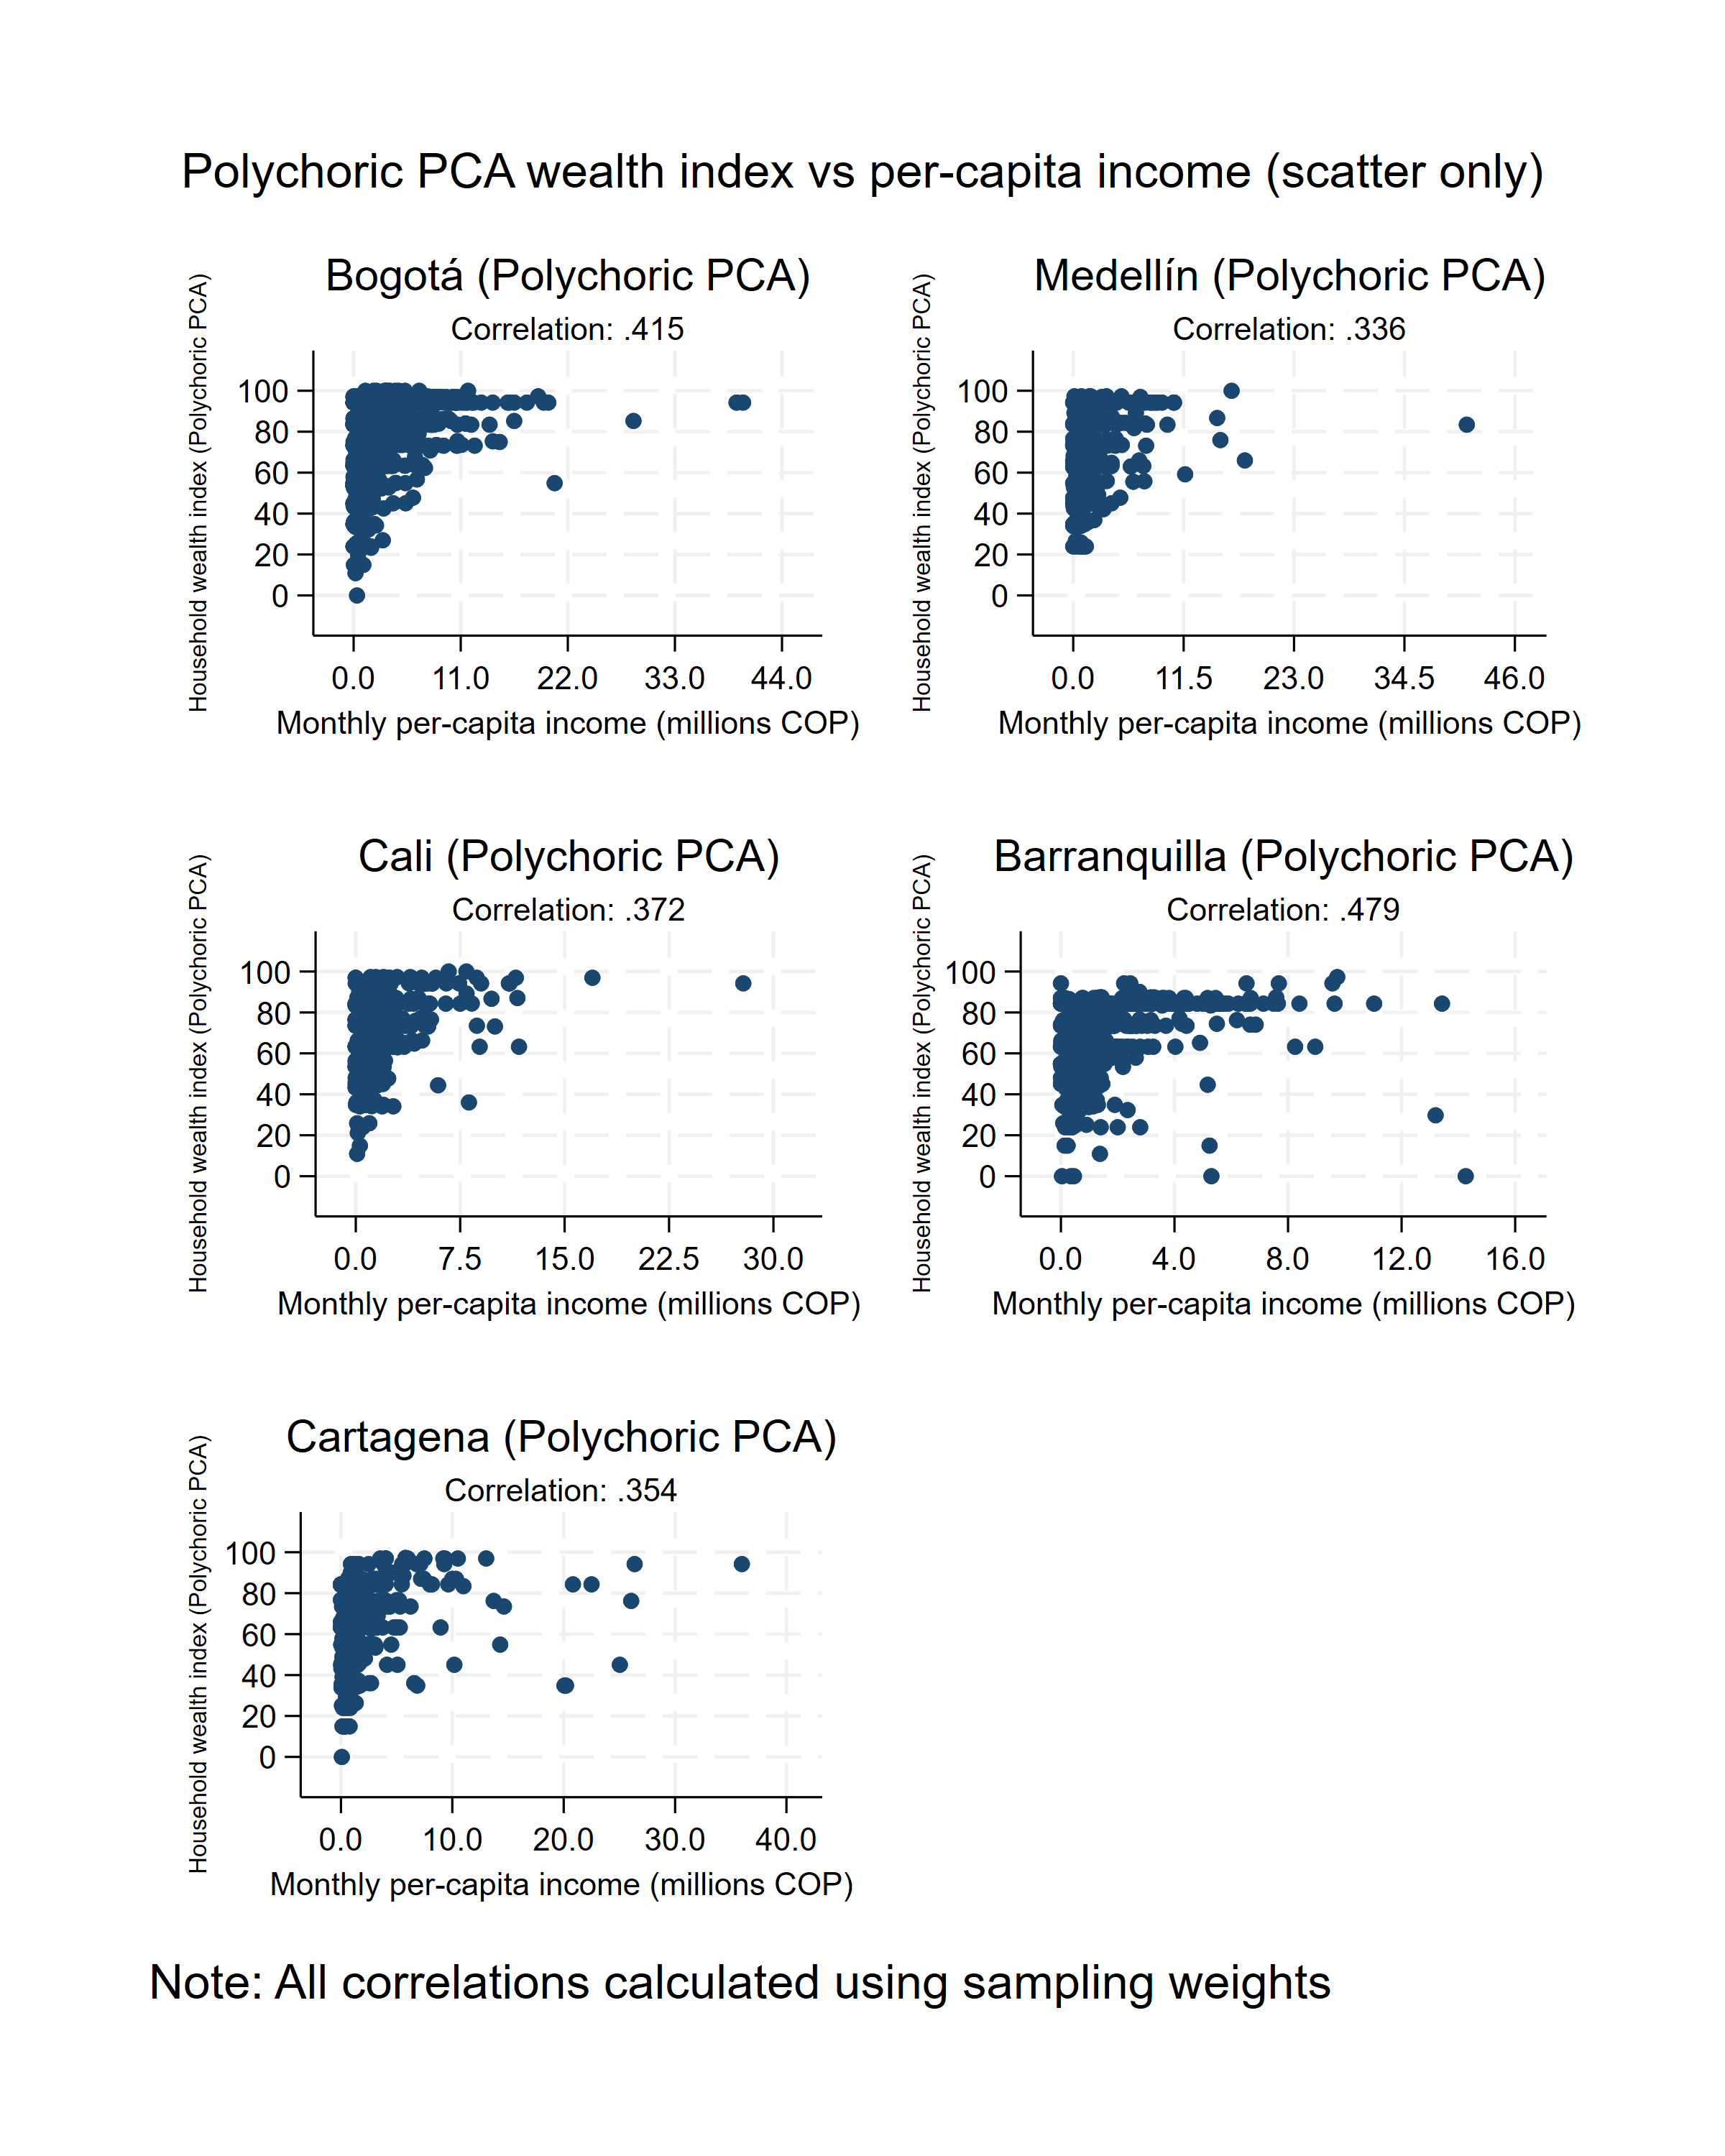 Polychoric PCA wealth index vs per-capita income (scatter only)
Bogotá (Polychoric PCA)
Correlation: .415
Household wealth index (Polychoric PCA)
100
80
60
40
20
0
0.0 11.0 22.0 33.0 44.0
Monthly per-capita income (millions COP)
Medellín (Polychoric PCA)
Correlation: .336
Household wealth index (Polychoric PCA)
100
80
60
40
20
0
0.0 11.5 23.0 34.5 46.0
Monthly per-capita income (millions COP)
Cali (Polychoric PCA)
Correlation: .372
Household wealth index (Polychoric PCA)
100
80
60
40
20
0
0.0 7.5 15.0 22.5 30.0
Monthly per-capita income (millions COP)
Barranquilla (Polychoric PCA)
Correlation: .479
Household wealth index (Polychoric PCA)
100
80
60
40
20
0
0.0 4.0 8.0 12.0 16.0
Monthly per-capita income (millions COP)
Cartagena (Polychoric PCA)
Correlation: .354
Household wealth index (Polychoric PCA)
100
80
60
40
20
0
0.0 10.0 20.0 30.0 40.0
Monthly per-capita income (millions COP)
Note: All correlations calculated using sampling weights